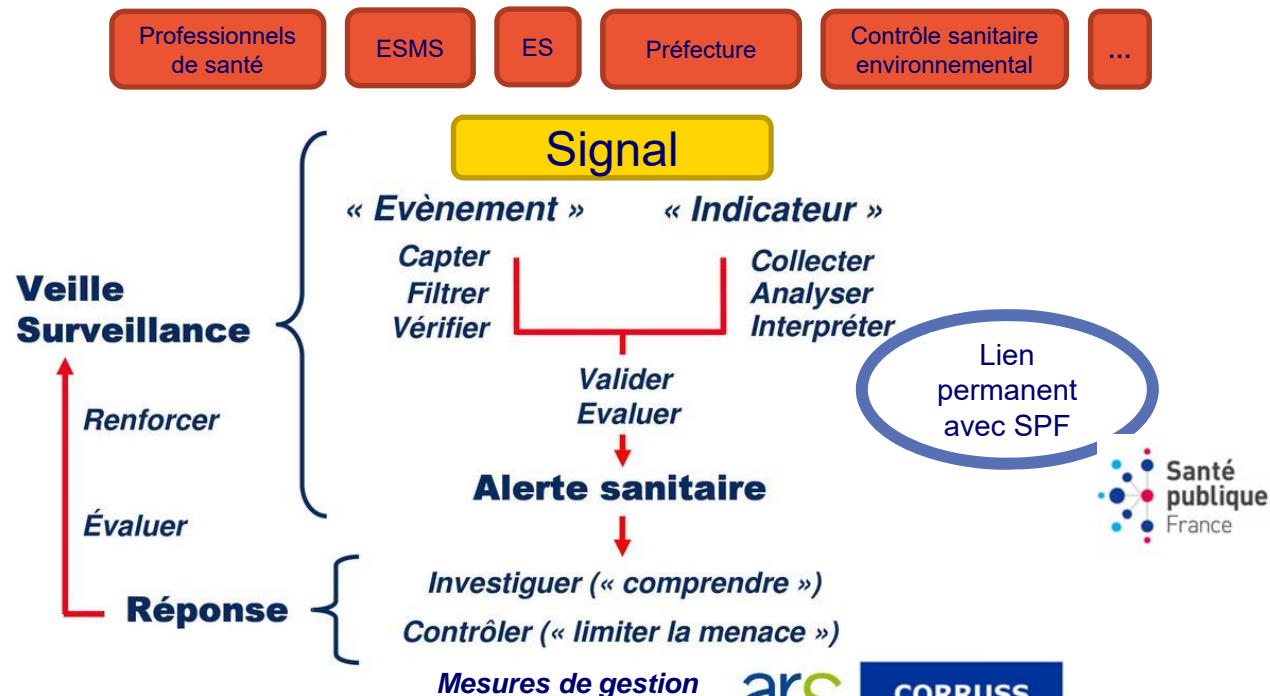 Professionnels
de santé
ESMS
ES
Préfecture
Contrôle sanitaire
environnemental
...
Signal
« Evènement »
« Indicateur »
Capter
Filtrer
Vérifier
Collecter
Analyser
Interpréter
Veille
Surveillance
Lien
permanent
avec SPF
Valider
Evaluer
Renforcer
Alerte sanitaire
Santé
publique
France
Évaluer
Investiguer (« comprendre »)
Réponse
Contrôler (« limiter la menace »)
Mesures de gestion
ars
CORRUSS